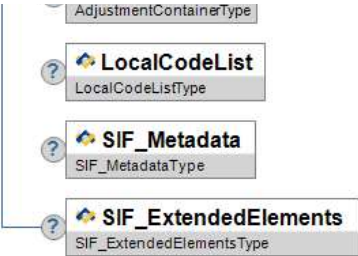 AdjustmentContainerType
? LocalCodeList
LocalCodeListType
? SIF_Metadata
SIF_MetadataType
? SIF_ExtendedElements
SIF_ExtendedElementsType